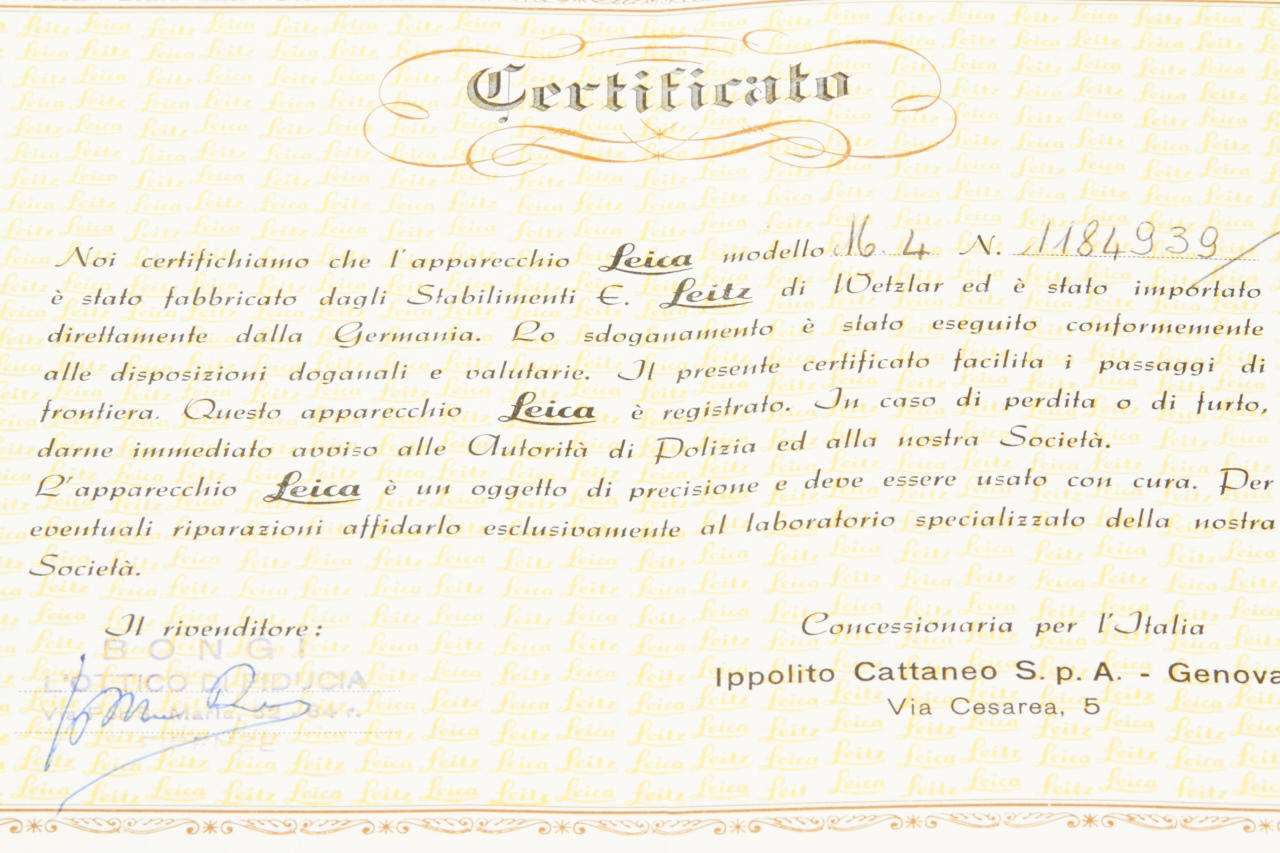 Certificato
Noi certifichiamo che l'apparecchio Leica modello M. 4 N. 1184939
è stato fabbricato dagli Stabilimenti E. Leitz di Wetzlar ed è stato importato
direttamente dalla Germania. Lo sdoganamento è stato eseguito conformemente
alle disposizioni doganali e valutarie. Il presente certificato facilita i passaggi di
frontiera. Questo apparecchio Leica è registrato. In caso di perdita o di furto,
darne immediato avviso alle Autorità di Polizia ed alla nostra Società.
L'apparecchio Leica è un oggetto di precisione e deve essere usato con cura. Per
eventuali riparazioni affidarlo esclusivamente al laboratorio specializzato della nostra
Società.
Il rivenditore:
BONGI
L'OTTICO DI FIDUCIA
Via Maria,
Concessionaria per l'Italia
Ippolito Cattaneo S. p. A. - Genova
Via Cesarea, 5